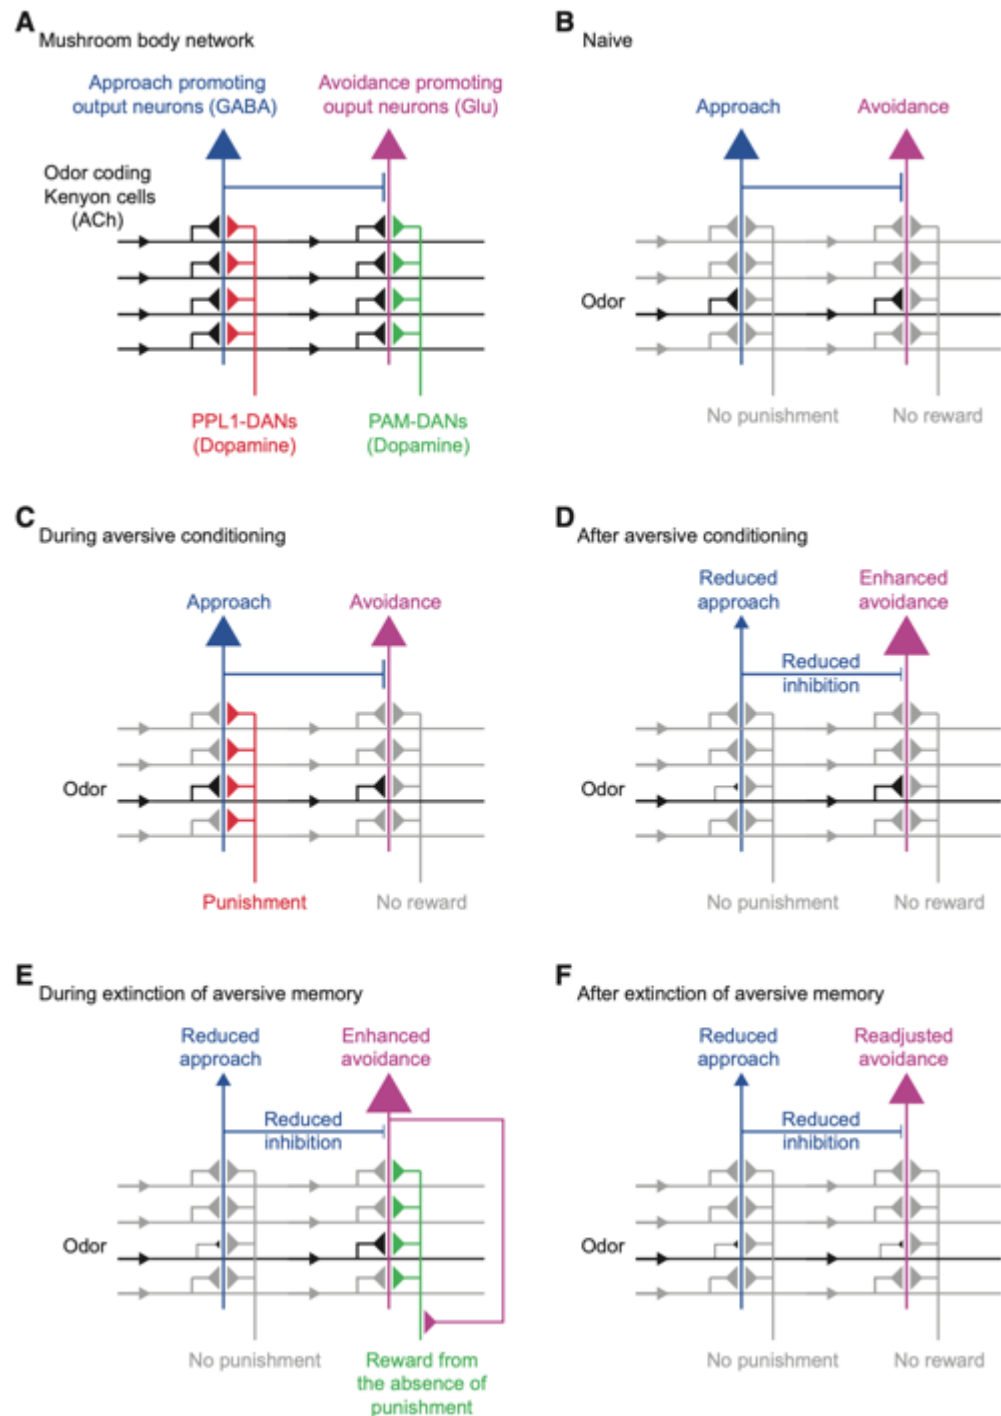 A Mushroom body network
Approach promoting
output neurons (GABA)
Avoidance promoting
ouput neurons (Glu)
Odor coding
Kenyon cells
(ACh)
PPL1-DANs
(Dopamine)
PAM-DANs
(Dopamine)
B Naive
Approach
Avoidance
Odor
No punishment
No reward
C During aversive conditioning
Approach
Avoidance
Odor
Punishment
No reward
D After aversive conditioning
Reduced
approach
Enhanced
avoidance
Reduced
inhibition
Odor
No punishment
No reward
E During extinction of aversive memory
Reduced
approach
Enhanced
avoidance
Reduced
inhibition
Odor
No punishment
Reward from
the absence of
punishment
F After extinction of aversive memory
Reduced
approach
Readjusted
avoidance
Reduced
inhibition
Odor
No punishment
No reward